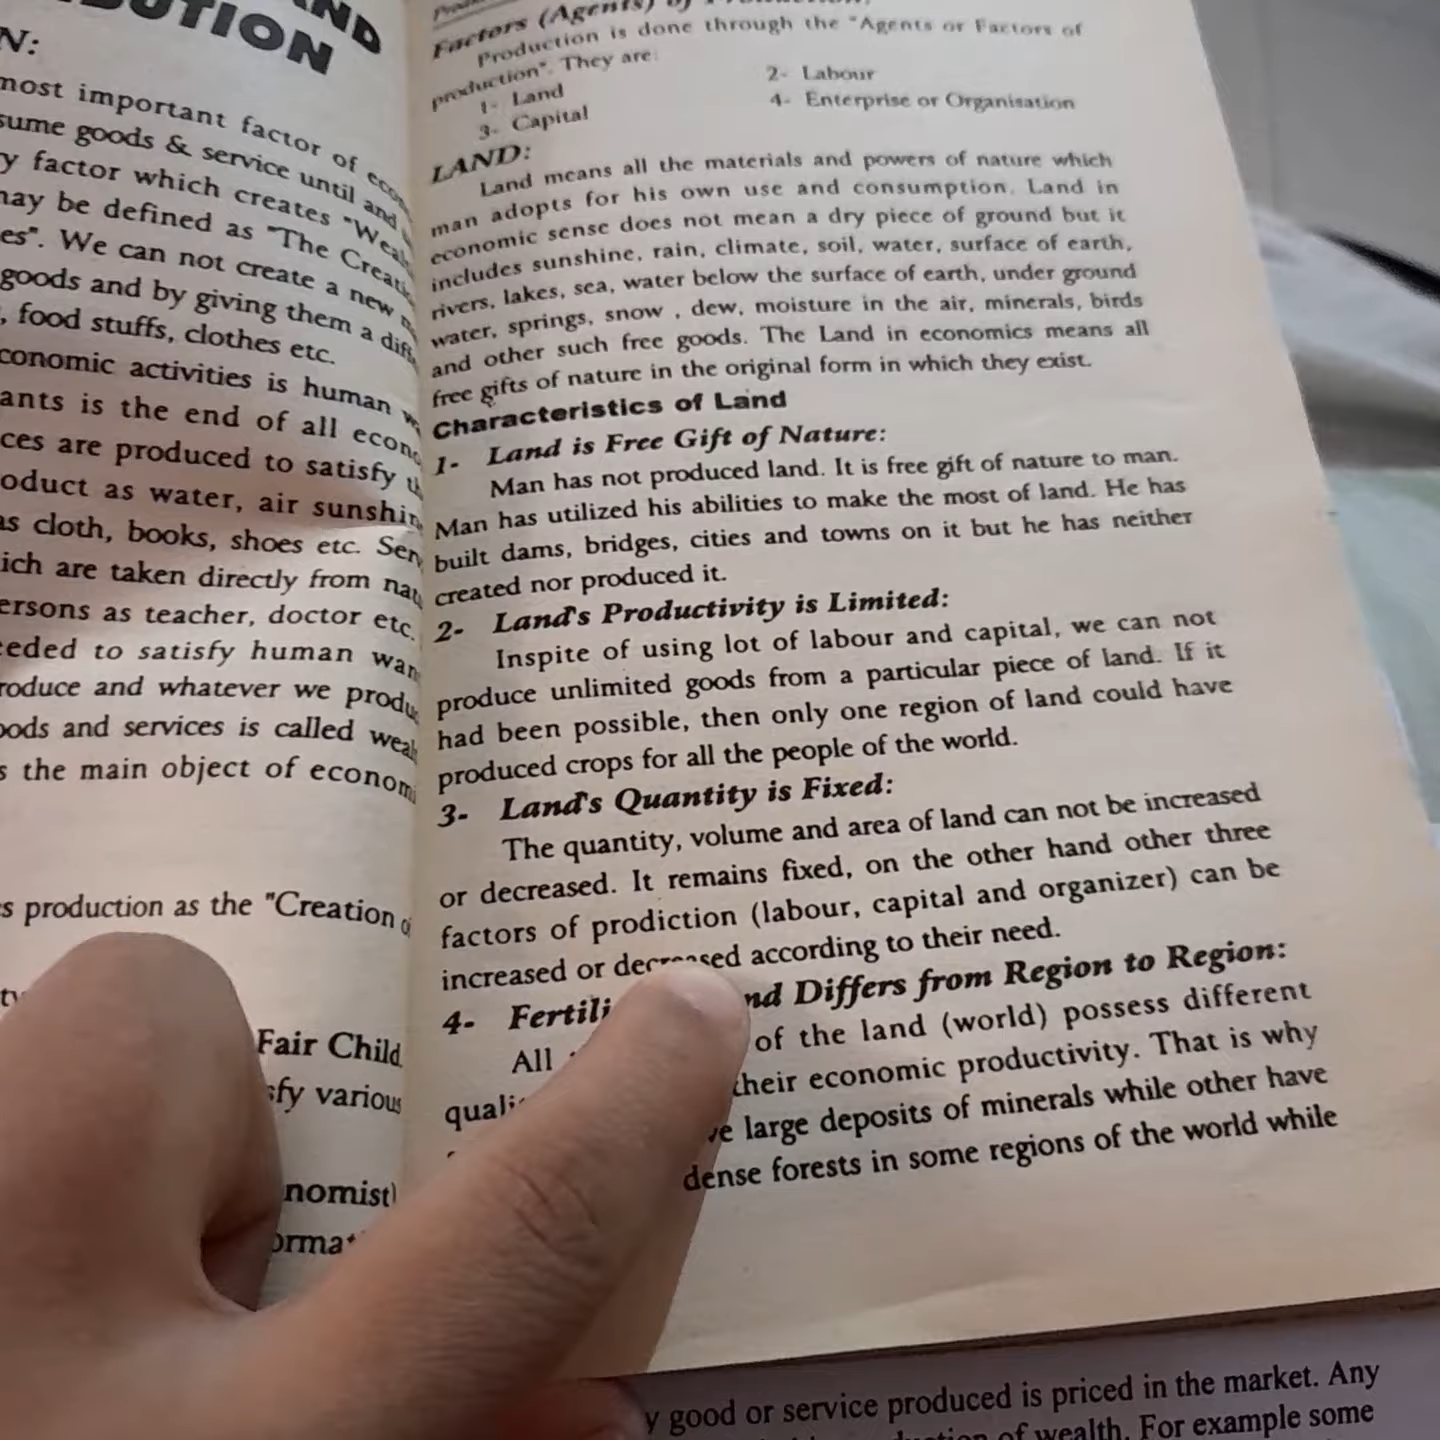 AND
BUTION
N:
most important factor of
sume goods & service until and
y factor which creates
may be defined as "The
es". We can not create a new
goods and by giving them a
, food stuffs, clothes etc.
conomic activities is human
ants is the end of all
ces are produced to satisfy
oduct as water, air
as cloth, books, shoes etc.
ich are taken directly from
ersons as teacher, doctor etc.
eeded to satisfy human
roduce and whatever we
oods and services is called
s the main object of
s production as the "Creation
Fair Child
sfy various
nomist)
Factors (Agents)
Production is done through the "Agents or Factors of
production". They are:
1- Land 2- Labour
3- Capital 4- Enterprise or Organisation
LAND:
Land means all the materials and powers of nature which
man adopts for his own use and consumption. Land in
economic sense does not mean a dry piece of ground but it
includes sunshine, rain, climate, soil, water, surface of earth,
rivers, lakes, sea, water below the surface of earth, under ground
water, springs, snow , dew, moisture in the air, minerals, birds
and other such free goods. The Land in economics means all
free gifts of nature in the original form in which they exist.
Characteristics of Land
1- Land is Free Gift of Nature:
Man has not produced land. It is free gift of nature to man.
Man has utilized his abilities to make the most of land. He has
built dams, bridges, cities and towns on it but he has neither
created nor produced it.
2- Land's Productivity is Limited:
Inspite of using lot of labour and capital, we can not
produce unlimited goods from a particular piece of land. If it
had been possible, then only one region of land could have
produced crops for all the people of the world.
3- Land's Quantity is Fixed:
The quantity, volume and area of land can not be increased
or decreased. It remains fixed, on the other hand other three
factors of prodiction (labour, capital and organizer) can be
increased or decreased according to their need.
4- Fertili nd Differs from Region to Region:
All of the land (world) possess different
quali their economic productivity. That is why
ve large deposits of minerals while other have
dense forests in some regions of the world while
y good or service produced is priced in the market. Any
of wealth. For example some